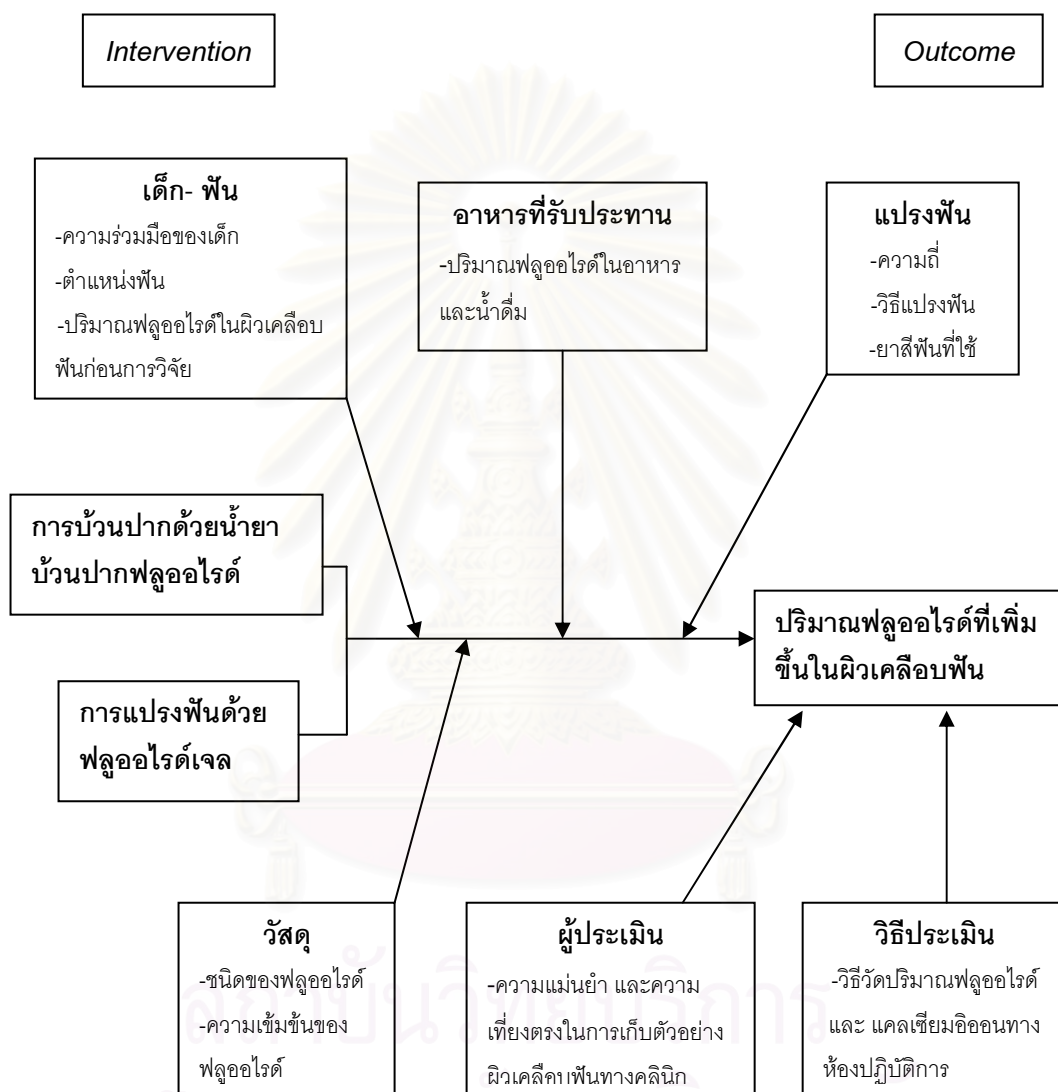 Intervention
Outcome
เด็ก- ฟัน
-ความร่วมมือของเด็ก
-ตำแหน่งฟัน
-ปริมาณฟลูออไรด์ในผิวเคลือบ
ฟันก่อนการวิจัย
อาหารที่รับประทาน
-ปริมาณฟลูออไรด์ในอาหาร
และน้ำดื่ม
แปรงฟัน
-ความถี่
-วิธีแปรงฟัน
-ยาสีฟันที่ใช้
การบ้วนปากด้วยน้ำยา
บ้วนปากฟลูออไรด์
การแปรงฟันด้วย
ฟลูออไรด์เจล
ปริมาณฟลูออไรด์ที่เพิ่ม
ขึ้นในผิวเคลือบฟัน
วัสดุ
-ชนิดของฟลูออไรด์
-ความเข้มข้นของ
ฟลูออไรด์
ผู้ประเมิน
-ความแม่นยำ และความ
เที่ยงตรงในการเก็บตัวอย่าง
ผิวเคลือบฟันทางคลินิก
วิธีประเมิน
-วิธีวัดปริมาณฟลูออไรด์
และ แคลเซียมอิออนทาง
ห้องปฏิบัติการ
สถาบันวิทยบริการ